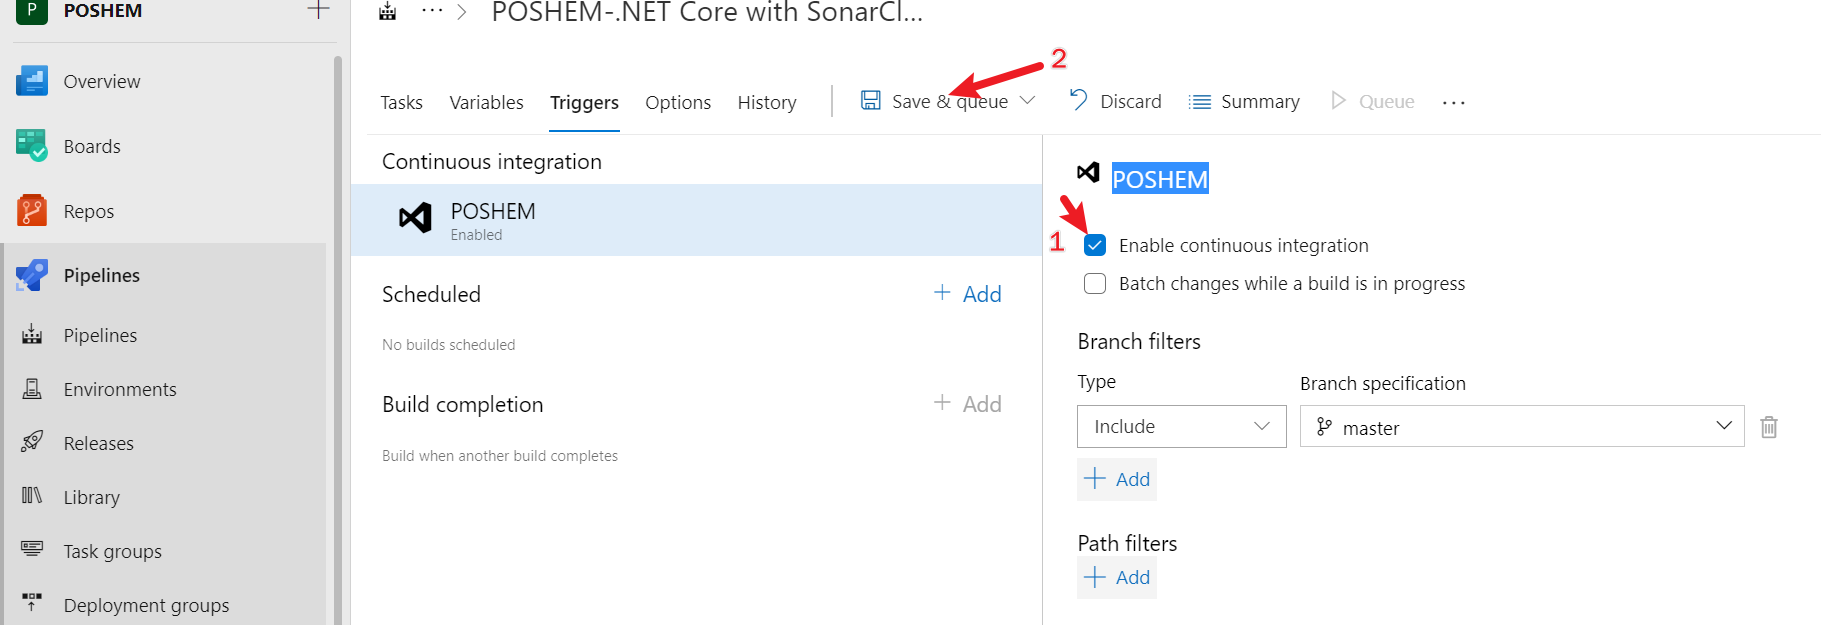 P POSHEM
Overview
Boards
Repos
Pipelines
Pipelines
Environments
Releases
Library
Task groups
Deployment groups
... > POSHEM-.NET Core with SonarCl...
2
Tasks Variables Triggers Options History Save & queue Discard Summary Queue ...
Continuous integration
POSHEM
Enabled
Scheduled + Add
No builds scheduled
Build completion + Add
Build when another build completes
POSHEM
1
Enable continuous integration
Batch changes while a build is in progress
Branch filters
Type Branch specification
Include master
+ Add
Path filters
+ Add